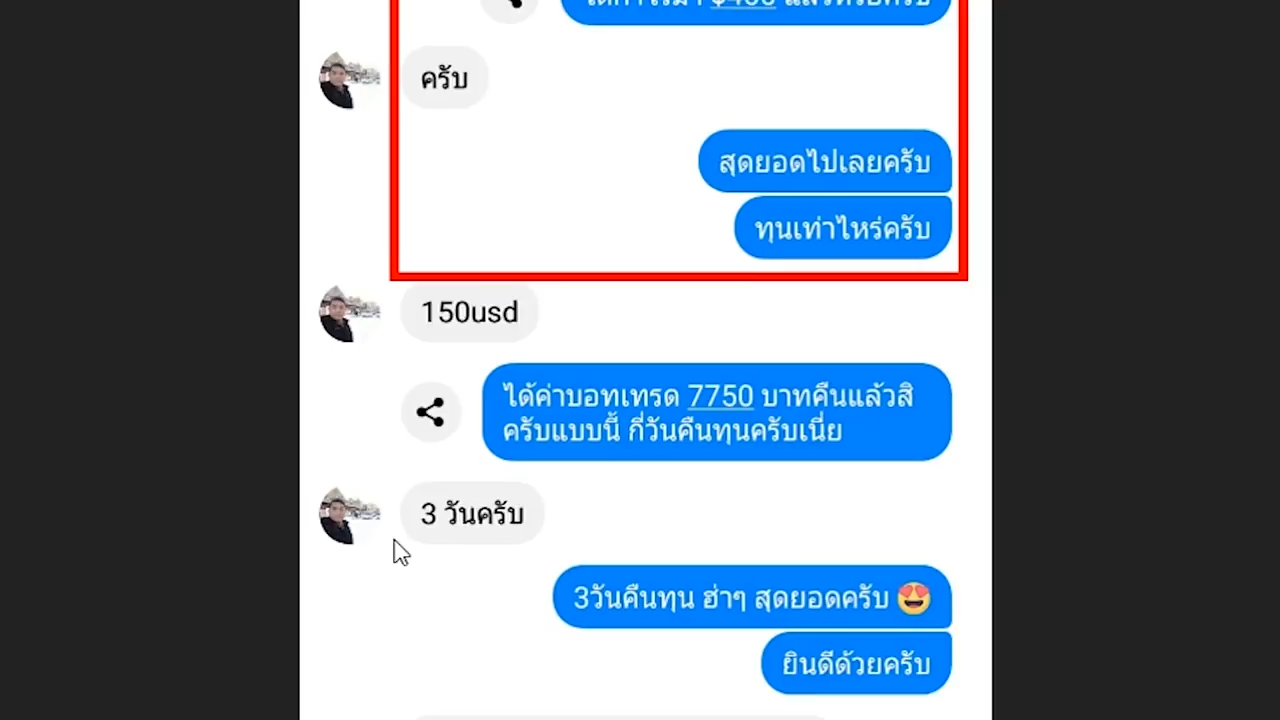 ครับ
สุดยอดไปเลยครับ
ทุนเท่าไหร่ครับ
150usd
ได้ค่าบอทเทรด 7750 บาทคืนแล้วสิ
ครับแบบนี้ กี่วันคืนทุนครับเนี่ย
3 วันครับ
3วันคืนทุน ฮ่าๆ สุดยอดครับ 😍
ยินดีด้วยครับ